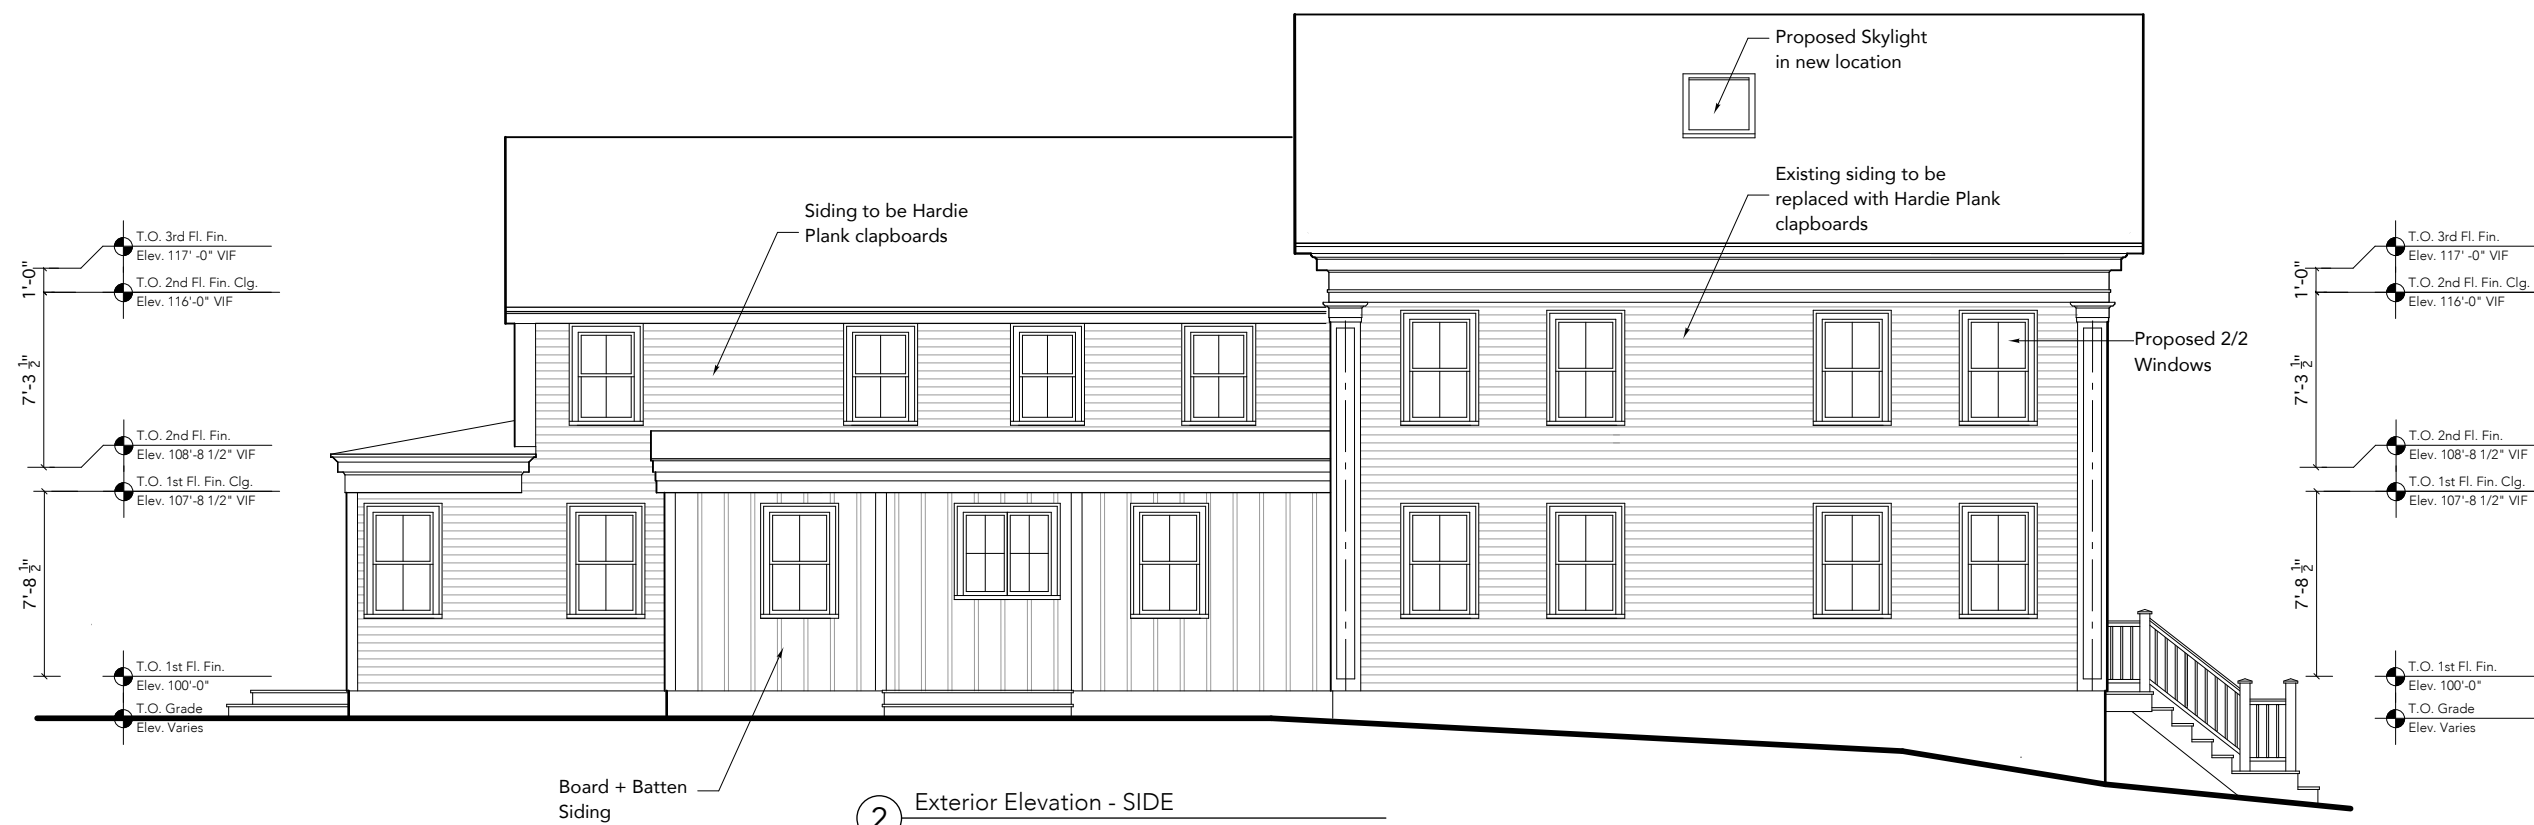 Proposed Skylight
in new location
Existing siding to be
replaced with Hardie Plank
clapboards
Siding to be Hardie
Plank clapboards
T.O. 3rd Fl. Fin.
Elev. 117' -0" VIF
1'-0"
T.O. 2nd Fl. Fin. Clg.
Elev. 116'-0" VIF
7'-3 1/2"
T.O. 2nd Fl. Fin.
Elev. 108'-8 1/2" VIF
T.O. 1st Fl. Fin. Clg.
Elev. 107'-8 1/2" VIF
7'-8 1/2"
T.O. 1st Fl. Fin.
Elev. 100'-0"
T.O. Grade
Elev. Varies
T.O. 3rd Fl. Fin.
Elev. 117' -0" VIF
1'-0"
T.O. 2nd Fl. Fin. Clg.
Elev. 116'-0" VIF
Proposed 2/2
Windows
7'-3 1/2"
T.O. 2nd Fl. Fin.
Elev. 108'-8 1/2" VIF
T.O. 1st Fl. Fin. Clg.
Elev. 107'-8 1/2" VIF
7'-8 1/2"
T.O. 1st Fl. Fin.
Elev. 100'-0"
T.O. Grade
Elev. Varies
Board + Batten
Siding
2
Exterior Elevation - SIDE